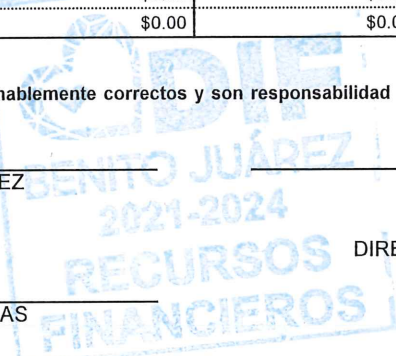 $0.00 $0.0
nablemente correctos y son responsabilidad
DIF
BENITO JUÁREZ
EZ
2021-2024
RECURSOS
DIRE
AS
FINANCIEROS